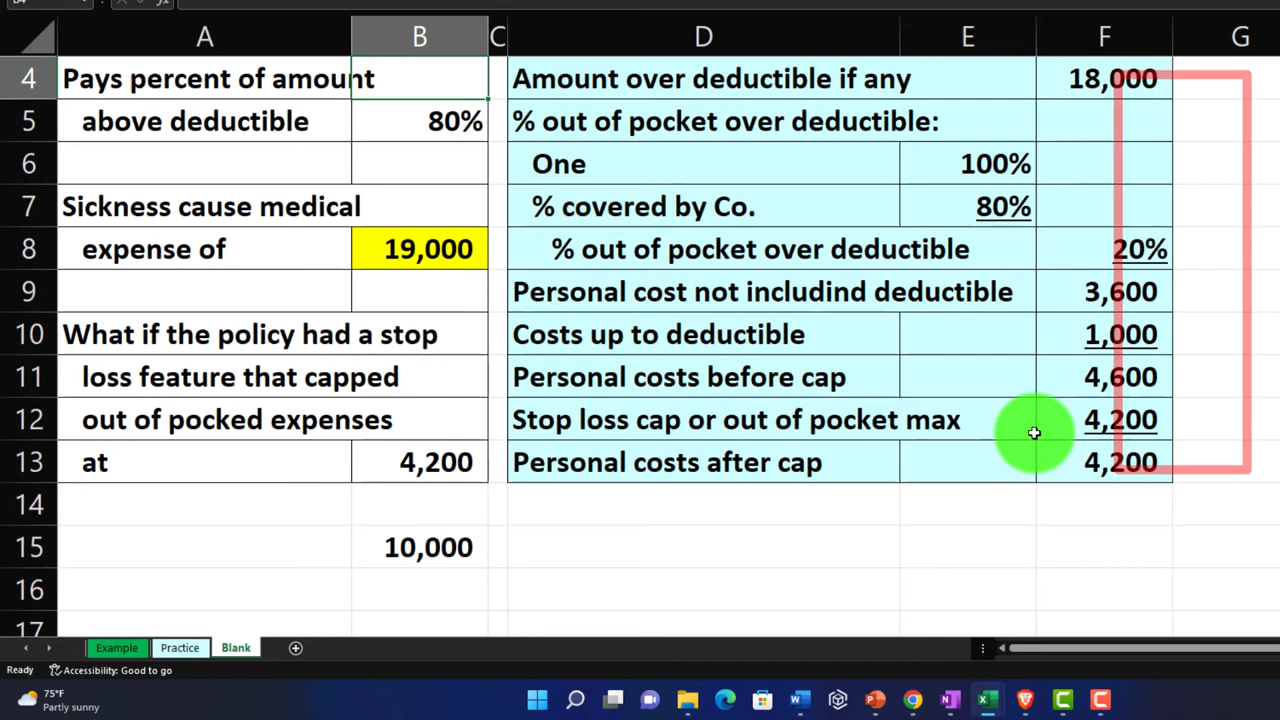 A B C D E F G
4 Pays percent of amount Amount over deductible if any 18,000
5 above deductible 80% % out of pocket over deductible:
6 One 100%
7 Sickness cause medical % covered by Co. 80%
8 expense of 19,000 % out of pocket over deductible 20%
9 Personal cost not includind deductible 3,600
10 What if the policy had a stop Costs up to deductible 1,000
11 loss feature that capped Personal costs before cap 4,600
12 out of pocked expenses Stop loss cap or out of pocket max 4,200
13 at 4,200 Personal costs after cap 4,200
14
15 10,000
16
17
Example Practice Blank
Ready Accessibility: Good to go
75°F
Partly sunny